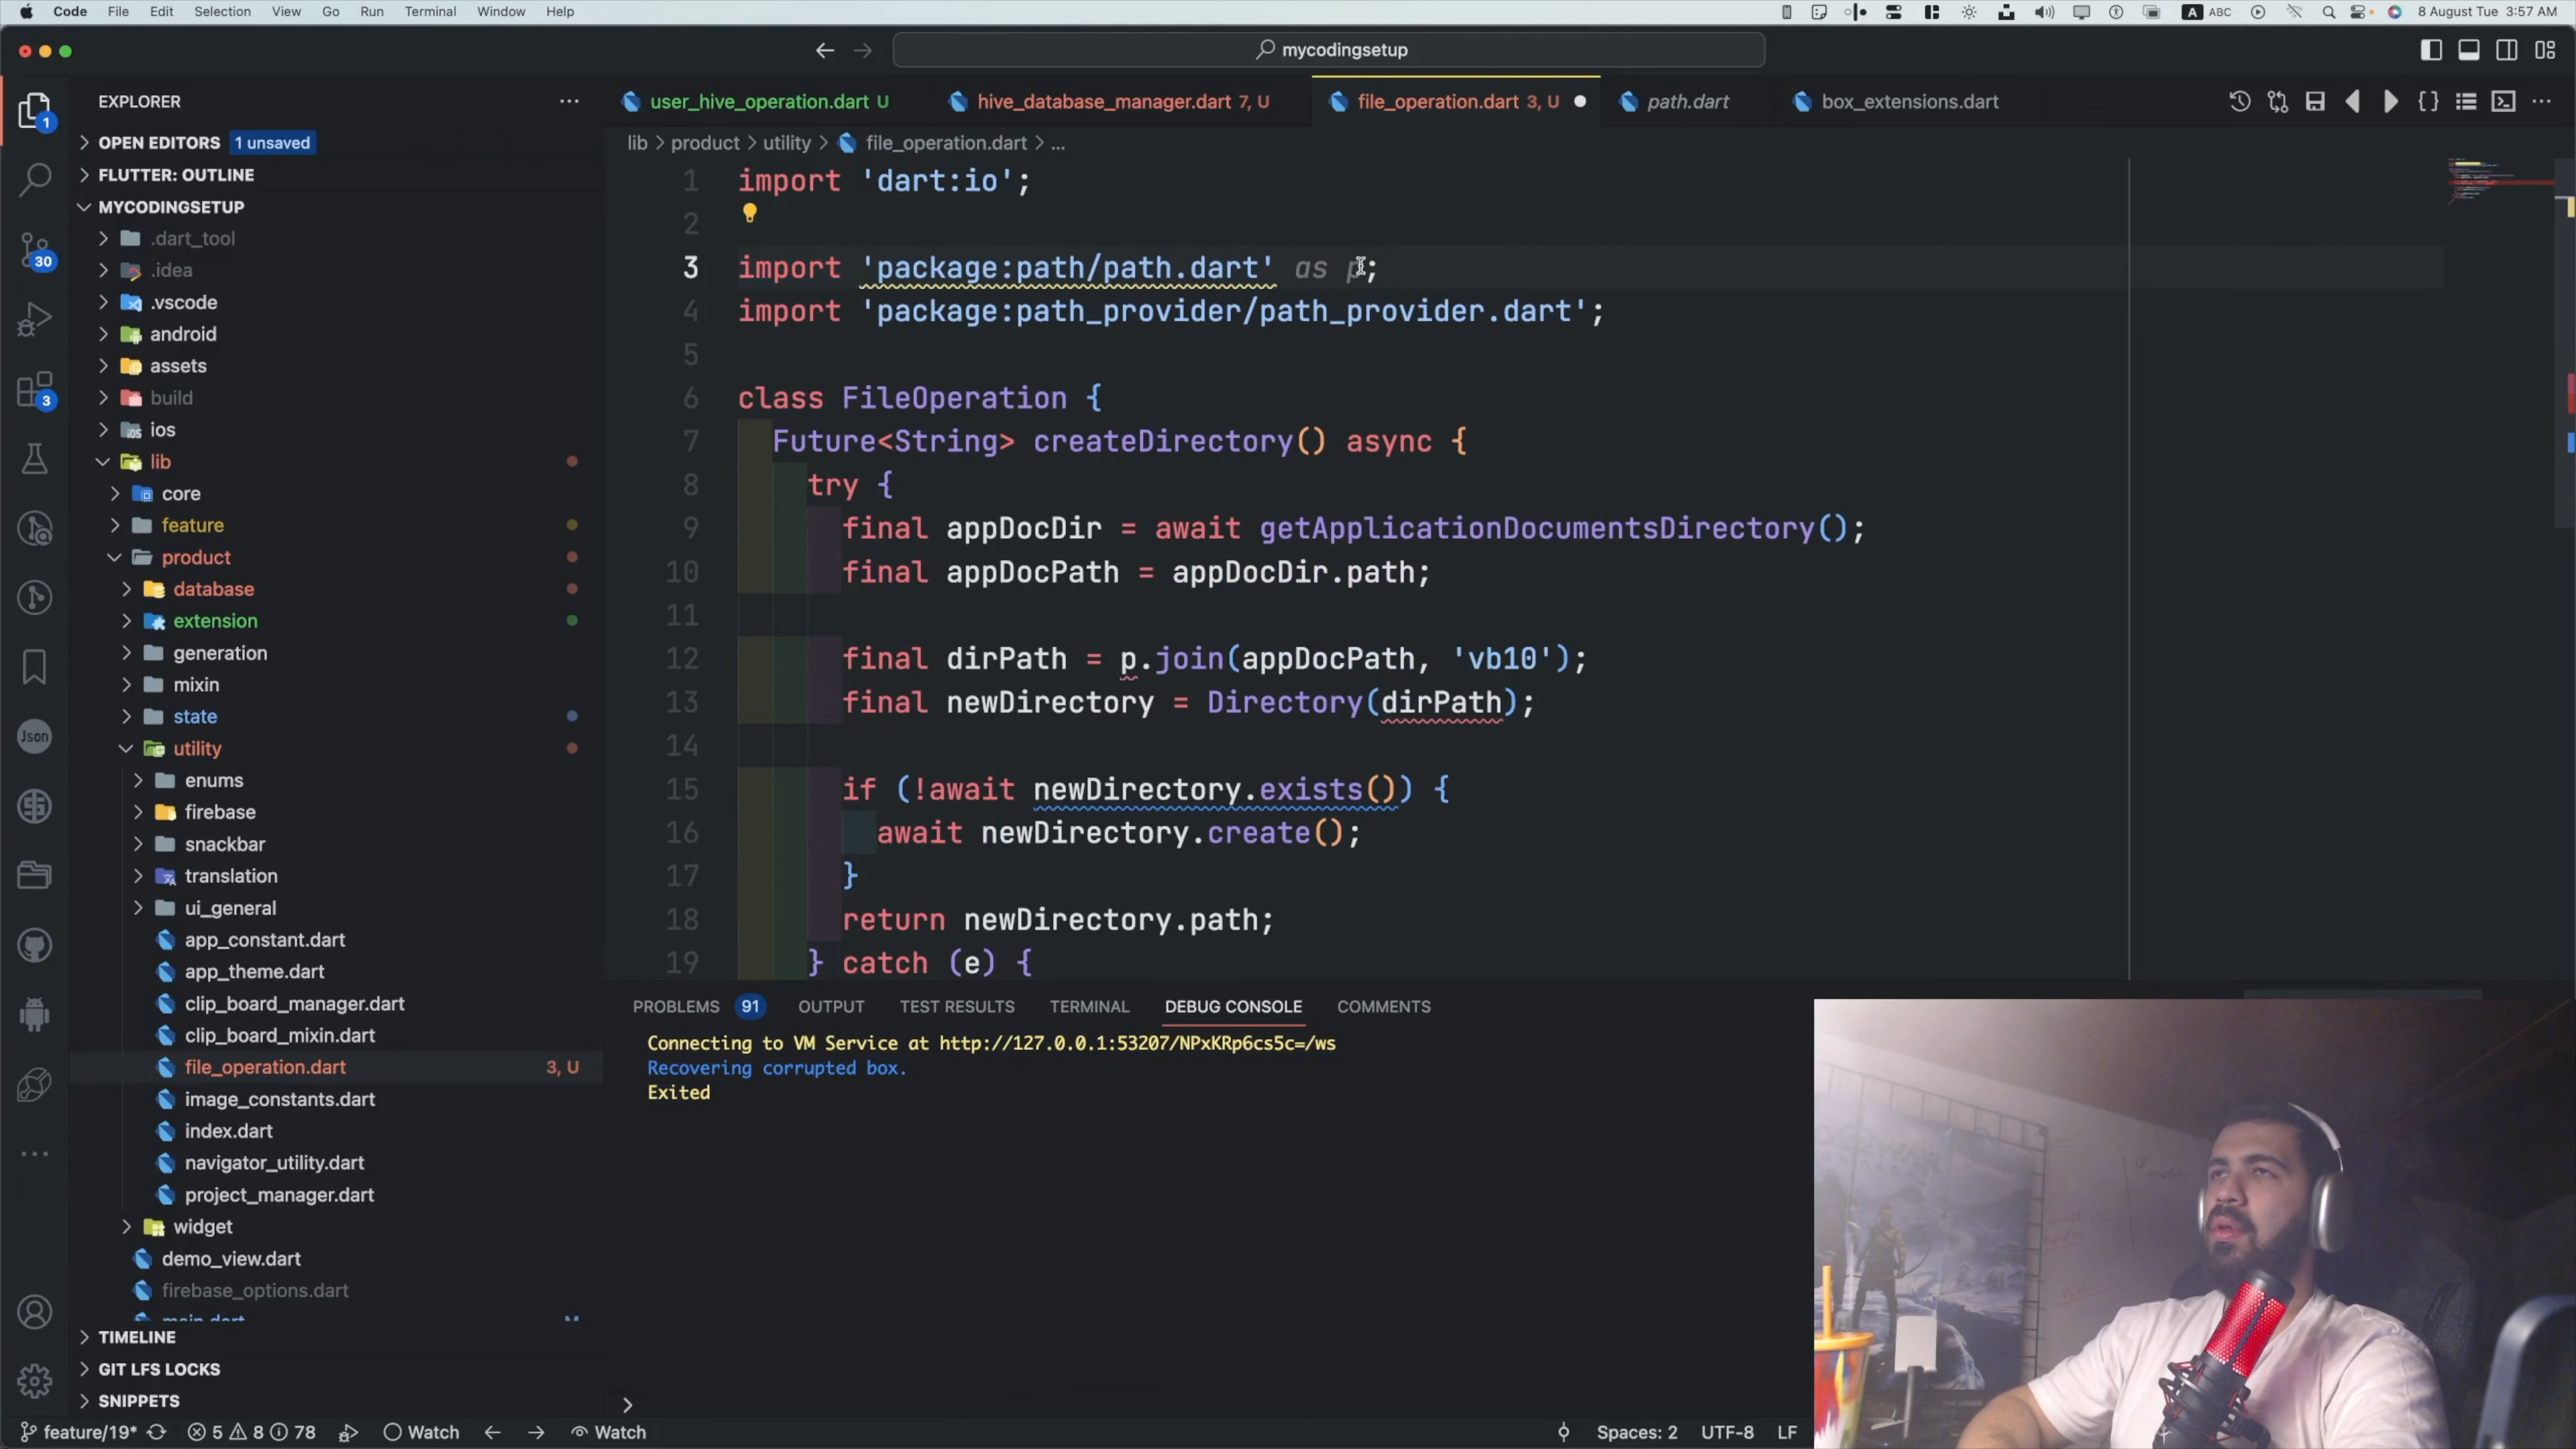 Code File Edit Selection View Go Run Terminal Window Help
A ABC 8 August Tue 3:57 AM
mycodingsetup
EXPLORER
1
OPEN EDITORS 1 unsaved
FLUTTER: OUTLINE
MYCODINGSETUP
.dart_tool
.idea
.vscode
android
assets
build
ios
lib
core
feature
product
database
extension
generation
mixin
state
utility
enums
firebase
snackbar
translation
ui_general
app_constant.dart
app_theme.dart
clip_board_manager.dart
clip_board_mixin.dart
file_operation.dart 3, U
image_constants.dart
index.dart
navigator_utility.dart
project_manager.dart
widget
demo_view.dart
firebase_options.dart
main.dart M
TIMELINE
GIT LFS LOCKS
SNIPPETS
30
3
Json
user_hive_operation.dart U hive_database_manager.dart 7, U file_operation.dart 3, U path.dart box_extensions.dart
lib > product > utility > file_operation.dart > ...
1 import 'dart:io';
2
3 import 'package:path/path.dart' as p;
4 import 'package:path_provider/path_provider.dart';
5
6 class FileOperation {
7 Future<String> createDirectory() async {
8 try {
9 final appDocDir = await getApplicationDocumentsDirectory();
10 final appDocPath = appDocDir.path;
11
12 final dirPath = p.join(appDocPath, 'vb10');
13 final newDirectory = Directory(dirPath);
14
15 if (!await newDirectory.exists()) {
16 await newDirectory.create();
17 }
18 return newDirectory.path;
19 } catch (e) {
PROBLEMS 91 OUTPUT TEST RESULTS TERMINAL DEBUG CONSOLE COMMENTS
Connecting to VM Service at http://127.0.0.1:53207/NPxKRp6cs5c=/ws
Recovering corrupted box.
Exited
feature/19* 5 8 78 Watch Watch Spaces: 2 UTF-8 LF